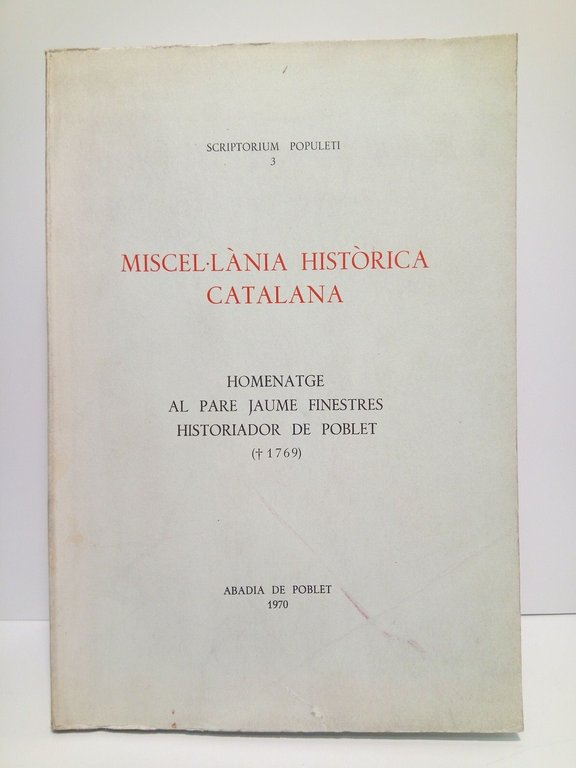 SCRIPTORIUM POPULETI
3
MISCEL·LÀNIA HISTÒRICA
CATALANA
HOMENATGE
AL PARE JAUME FINESTRES
HISTORIADOR DE POBLET
(† 1769)
ABADIA DE POBLET
1970